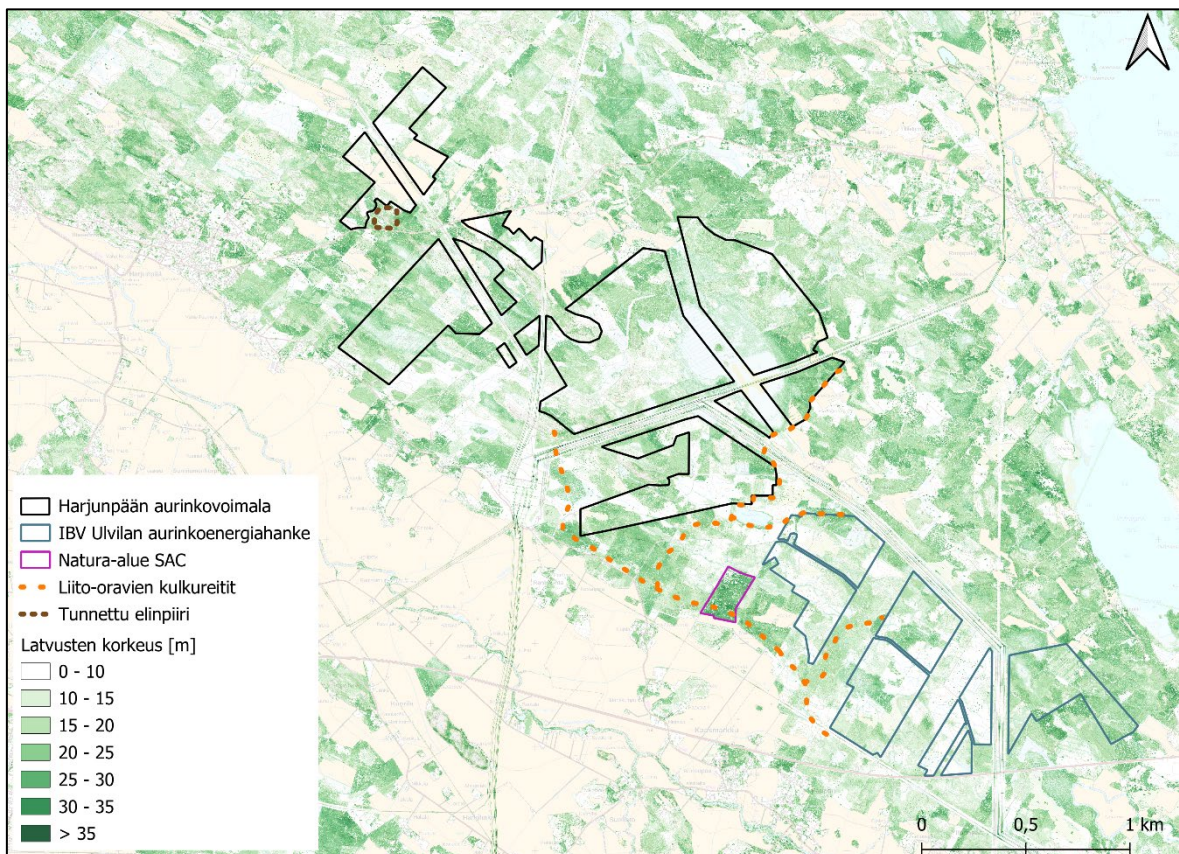 Harjunpään aurinkovoimala
IBV Ulvilan aurinkoenergiahanke
Natura-alue SAC
Liito-oravien kulkureitit
Tunnettu elinpiiri
Latvusten korkeus [m]
0 - 10
10 - 15
15 - 20
20 - 25
25 - 30
30 - 35
> 35
0 0,5 1 km